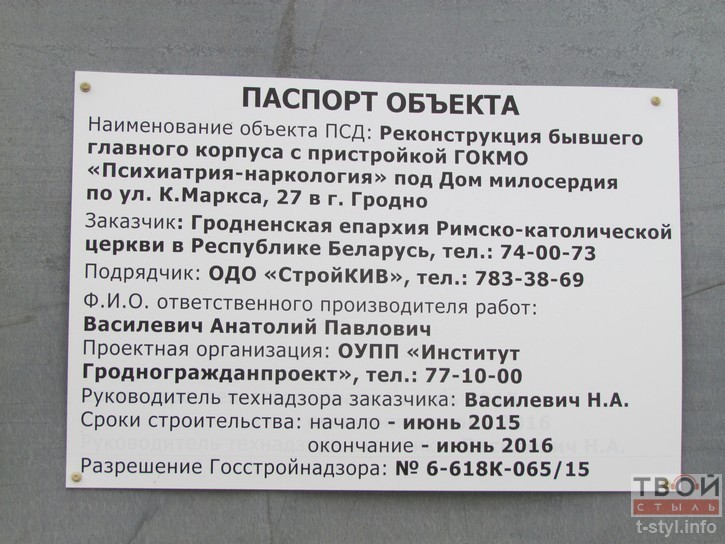 ПАСПОРТ ОБЪЕКТА
Наименование объекта ПСД: Реконструкция бывшего
главного корпуса с пристройкой ГОКМО
«Психиатрия-наркология» под Дом милосердия
по ул. К.Маркса, 27 в г. Гродно
Заказчик: Гродненская епархия Римско-католической
церкви в Республике Беларусь, тел.: 74-00-73
Подрядчик: ОДО «СтройКИВ», тел.: 783-38-69
Ф.И.О. ответственного производителя работ:
Василевич Анатолий Павлович
Проектная организация: ОУПП «Институт
Гродногражданпроект», тел.: 77-10-00
Руководитель технадзора заказчика: Василевич Н.А.
Сроки строительства: начало - июнь 2015
окончание - июнь 2016
Разрешение Госстройнадзора: № 6-618К-065/15
ТВОЙ
СТЫЛЬ
t-styl.info